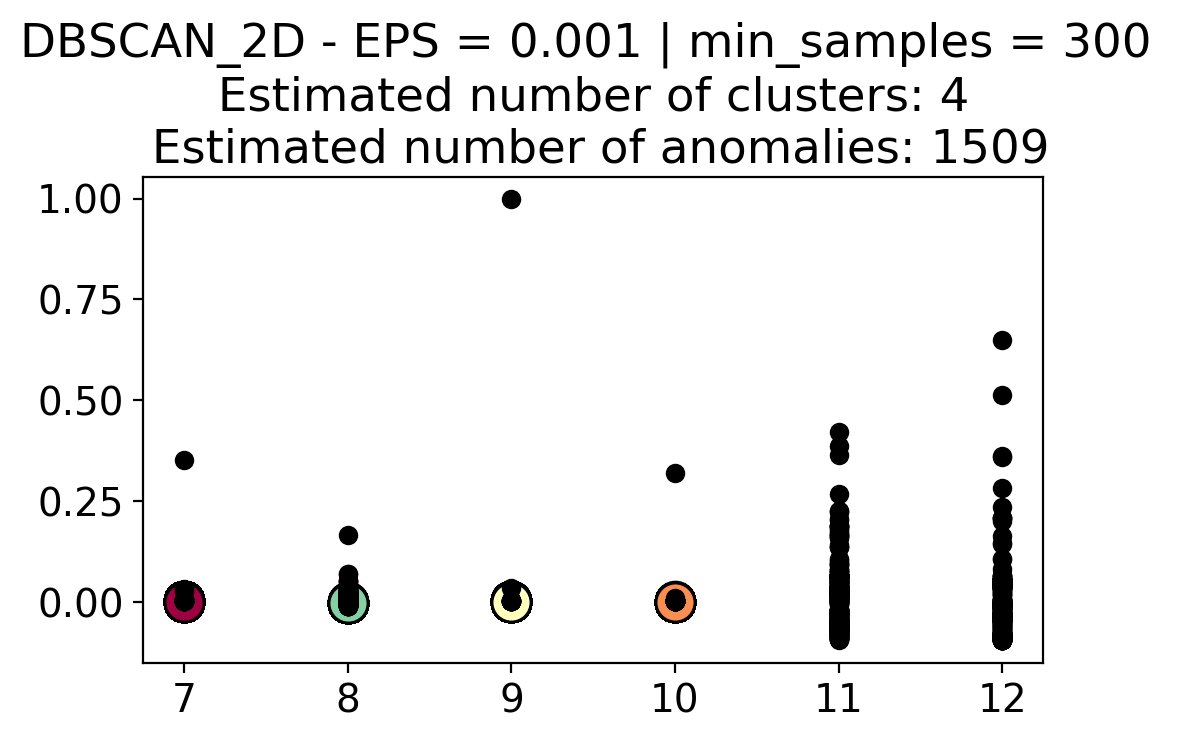 DBSCAN_2D - EPS = 0.001 | min_samples = 300
Estimated number of clusters: 4
Estimated number of anomalies: 1509
1.00
0.75
0.50
0.25
0.00
7 8 9 10 11 12